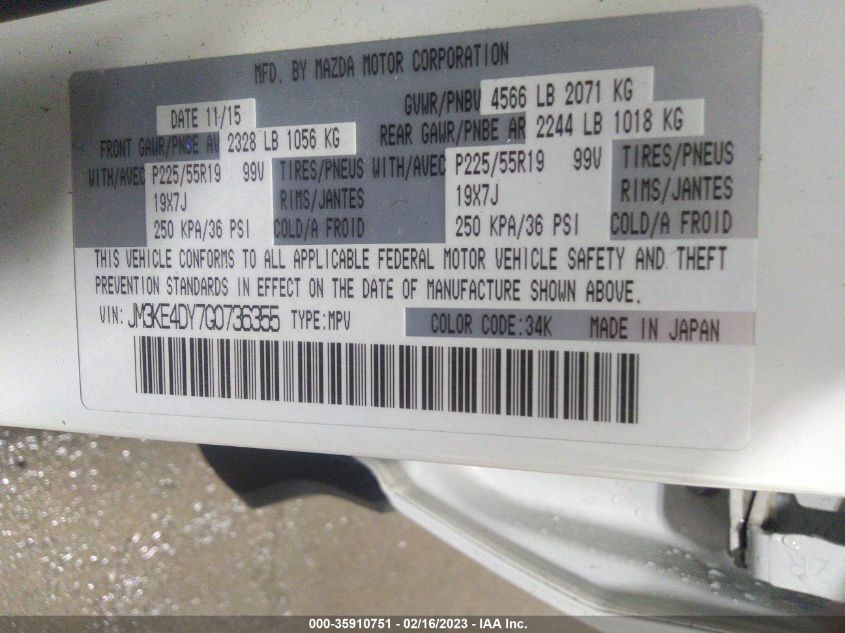 MFD. BY MAZDA MOTOR CORPORATION
DATE 11/15
GVWR/PNBV 4566 LB 2071 KG
FRONT GAWR/PNBE AV 2328 LB 1056 KG
REAR GAWR/PNBE AR 2244 LB 1018 KG
WITH/AVEC P225/55R19 99V TIRES/PNEUS
WITH/AVEC P225/55R19 99V TIRES/PNEUS
19X7J RIMS/JANTES
19X7J RIMS/JANTES
250 KPA/36 PSI COLD/A FROID
250 KPA/36 PSI COLD/A FROID
THIS VEHICLE CONFORMS TO ALL APPLICABLE FEDERAL MOTOR VEHICLE SAFETY AND THEFT
PREVENTION STANDARDS IN EFFECT ON THE DATE OF MANUFACTURE SHOWN ABOVE.
VIN: JM3KE4DY7G0736355 TYPE:MPV COLOR CODE:34K MADE IN JAPAN
ZR
000-35910751 - 02/16/2023 - IAA Inc.